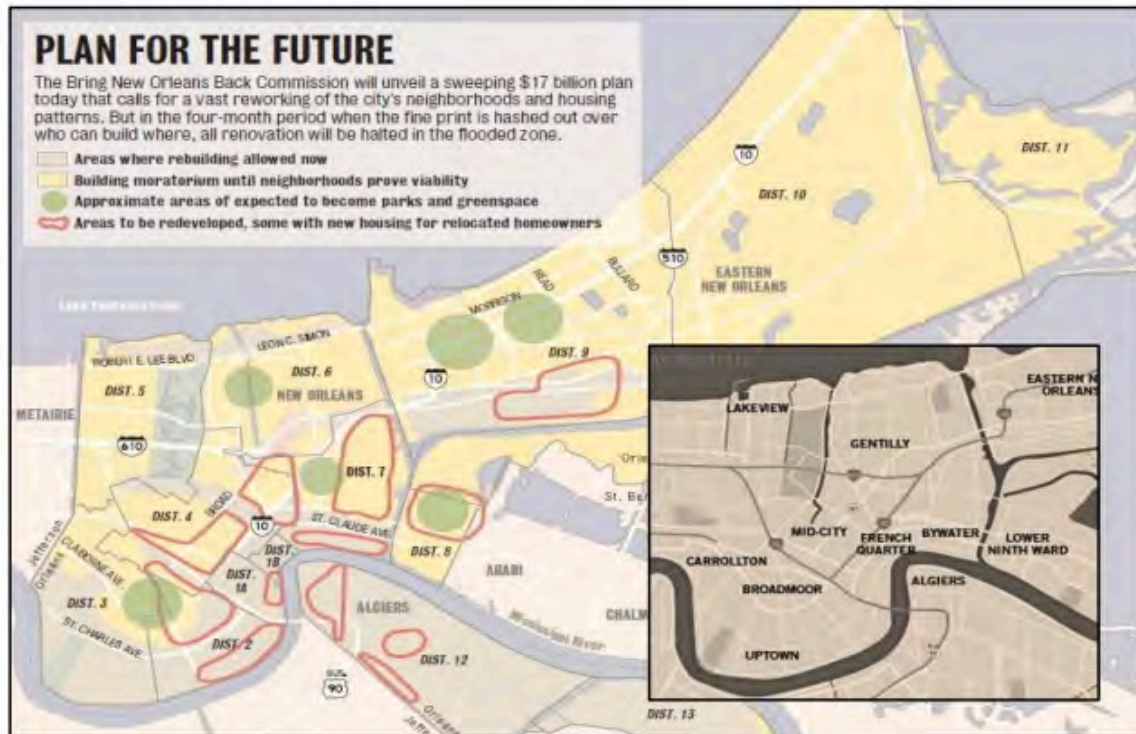 PLAN FOR THE FUTURE
The Bring New Orleans Back Commission will unveil a sweeping $17 billion plan
today that calls for a vast reworking of the city's neighborhoods and housing
patterns. But in the four-month period when the fine print is hashed out over
who can build where, all renovation will be halted in the flooded zone.
Areas where rebuilding allowed now
Building moratorium until neighborhoods prove viability
Approximate areas of expected to become parks and greenspace
Areas to be redeveloped, some with new housing for relocated homeowners
10
DIST. 11
DIST. 10
510
EASTERN
NEW ORLEANS
BULLARD
READ
MORRISON
LEON C. SIMON
ROBERT E. LEE BLVD.
DIST. 5
DIST. 6
NEW ORLEANS
10
DIST. 9
METAIRIE
610
DIST. 7
DIST. 4
BROAD
10
ST. CLAUDE AVE.
DIST. 8
St. Be
Jefferson
Orleans
CLAIBORNE AVE.
DIST.
1B
DIST.
1A
ARABI
DIST. 3
ALGIERS
CHALM
Mississippi River
ST. CHARLES AVE.
DIST. 2
DIST. 12
90
Orleans
Jeffe
DIST. 13
LAKEVIEW
EASTERN N
ORLEANS
GENTILLY
MID-CITY
FRENCH
QUARTER
BYWATER
LOWER
NINTH WARD
CARROLLTON
BROADMOOR
ALGIERS
UPTOWN